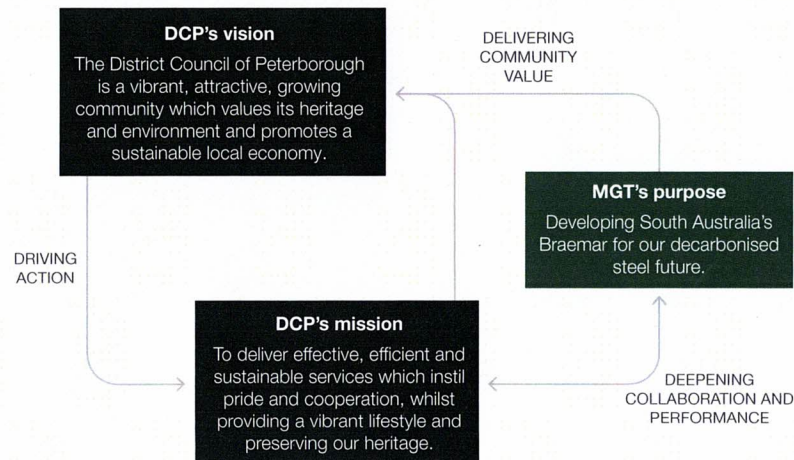 DCP's vision
The District Council of Peterborough
is a vibrant, attractive, growing
community which values its heritage
and environment and promotes a
sustainable local economy.
DELIVERING
COMMUNITY
VALUE
MGT's purpose
Developing South Australia's
Braemar for our decarbonised
steel future.
DRIVING
ACTION
DCP's mission
To deliver effective, efficient and
sustainable services which instil
pride and cooperation, whilst
providing a vibrant lifestyle and
preserving our heritage.
DEEPENING
COLLABORATION AND
PERFORMANCE